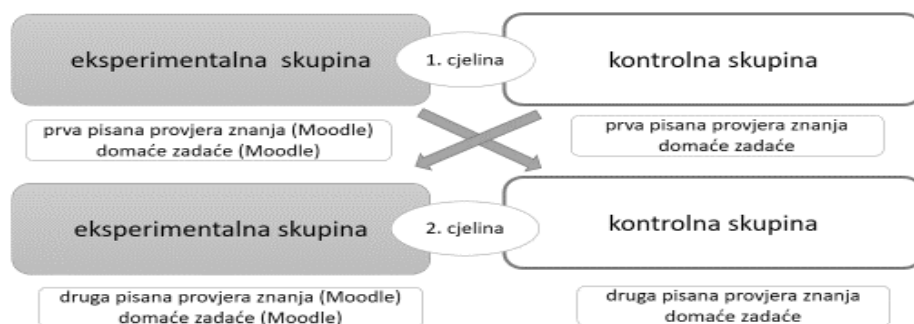 eksperimentalna skupina
1. cjelina
kontrolna skupina
prva pisana provjera znanja (Moodle)
domaće zadaće (Moodle)
prva pisana provjera znanja
domaće zadaće
eksperimentalna skupina
2. cjelina
kontrolna skupina
druga pisana provjera znanja (Moodle)
domaće zadaće (Moodle)
druga pisana provjera znanja
domaće zadaće